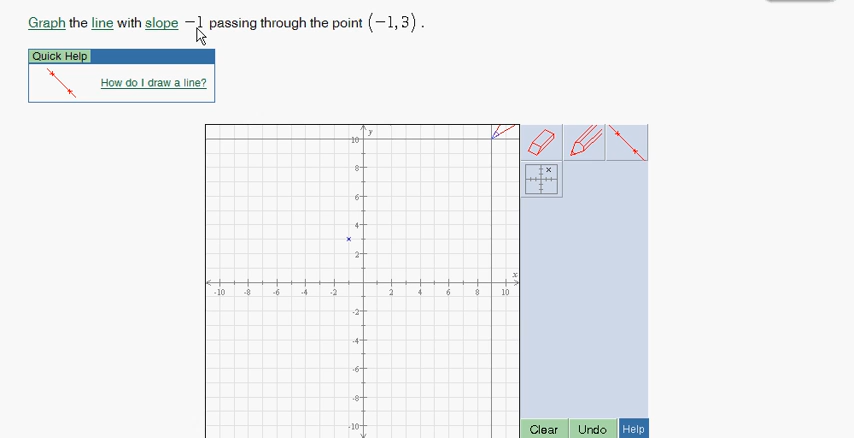 Graph the line with slope −1 passing through the point (−1, 3) .
Quick Help
How do I draw a line?
y
10
8
6
4
2
x
-10 -8 -6 -4 -2 2 4 6 8 10
-2
-4
-6
-8
-10
Clear Undo Help